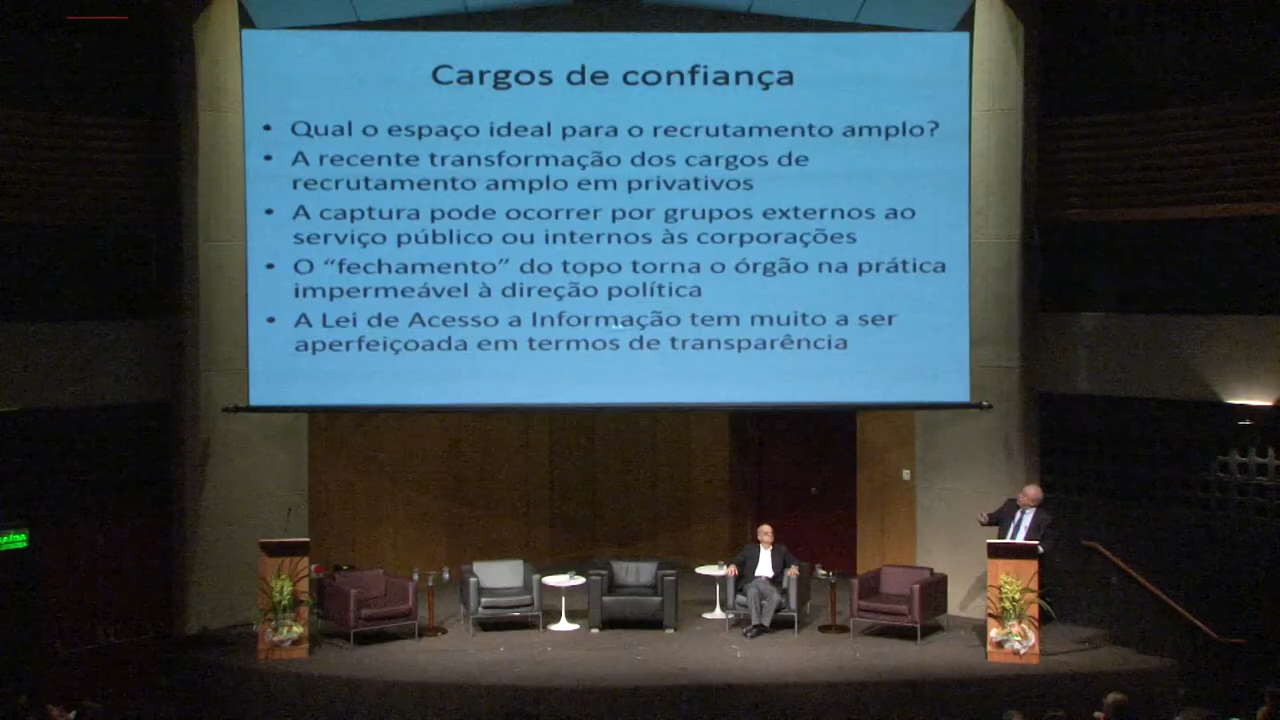 Cargos de confiança
• Qual o espaço ideal para o recrutamento amplo?
• A recente transformação dos cargos de
recrutamento amplo em privativos
• A captura pode ocorrer por grupos externos ao
serviço público ou internos às corporações
• O “fechamento” do topo torna o órgão na prática
impermeável à direção política
• A Lei de Acesso a Informação tem muito a ser
aperfeiçoada em termos de transparência
SAÍDA